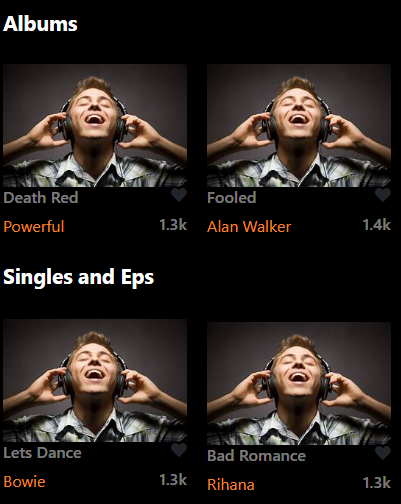 Albums
Death Red
Fooled
Powerful 1.3k
Alan Walker 1.4k
Singles and Eps
Lets Dance
Bad Romance
Bowie 1.3k
Rihana 1.3k